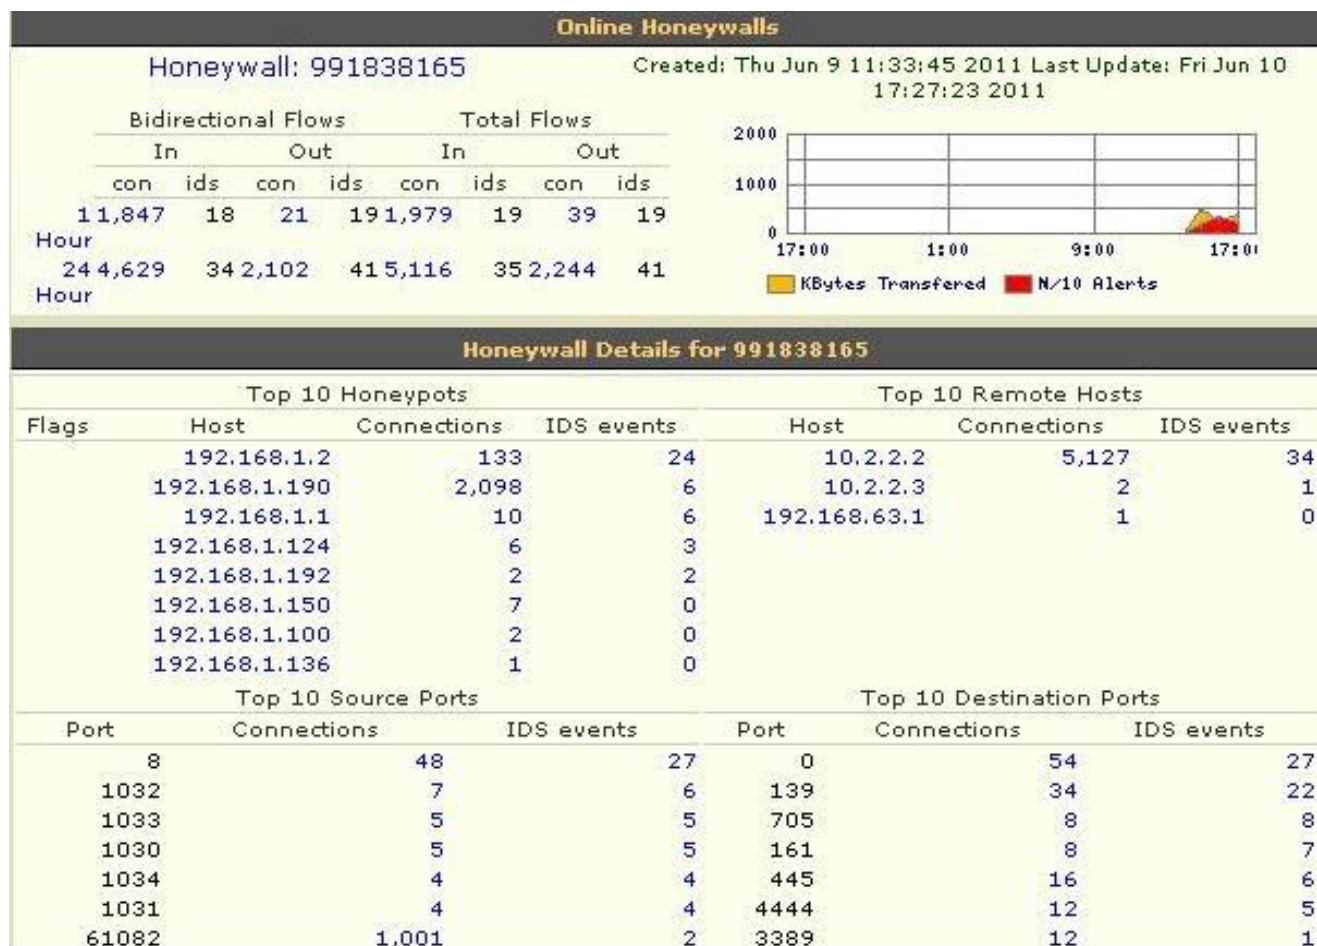 Online Honeywalls
Honeywall: 991838165
Created: Thu Jun 9 11:33:45 2011 Last Update: Fri Jun 10
17:27:23 2011
Bidirectional Flows Total Flows
In Out In Out
con ids con ids con ids con ids
1 1,847 18 21 19 1,979 19 39 19
Hour
24 4,629 34 2,102 41 5,116 35 2,244 41
Hour
2000
1000
0
17:00 1:00 9:00 17:0
KBytes Transfered N/10 Alerts
Honeywall Details for 991838165
Top 10 Honeypots
Flags Host Connections IDS events
192.168.1.2 133 24
192.168.1.190 2,098 6
192.168.1.1 10 6
192.168.1.124 6 3
192.168.1.192 2 2
192.168.1.150 7 0
192.168.1.100 2 0
192.168.1.136 1 0
Top 10 Remote Hosts
Host Connections IDS events
10.2.2.2 5,127 34
10.2.2.3 2 1
192.168.63.1 1 0
Top 10 Source Ports
Port Connections IDS events
8 48 27
1032 7 6
1033 5 5
1030 5 5
1034 4 4
1031 4 4
61082 1,001 2
Top 10 Destination Ports
Port Connections IDS events
0 54 27
139 34 22
705 8 8
161 8 7
445 16 6
4444 12 5
3389 12 1